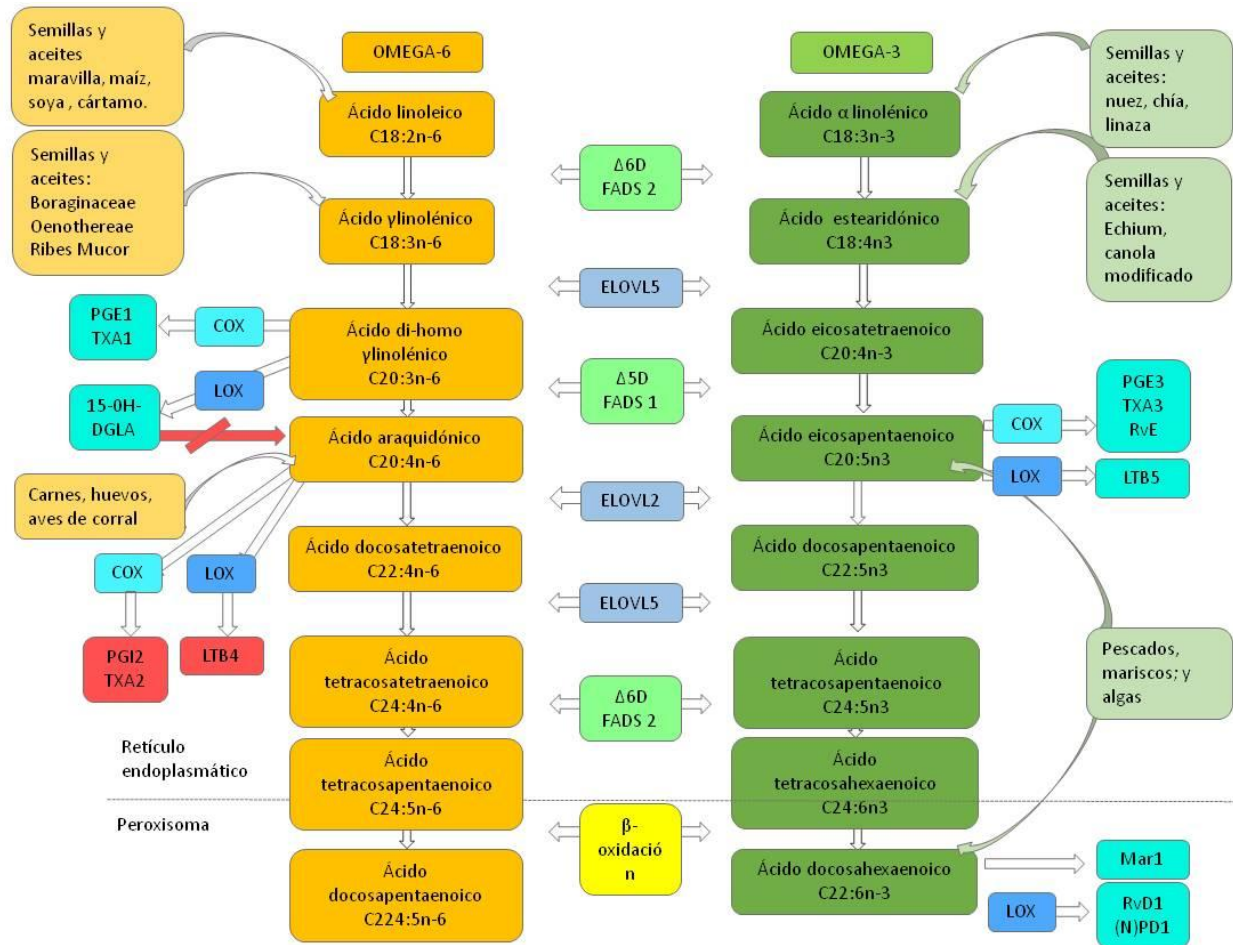 Semillas y
aceites
maravilla, maíz,
soya , cártamo.
OMEGA-6
OMEGA-3
Semillas y
aceites:
nuez, chía,
linaza
Ácido linoleico
C18:2n-6
Ácido α linolénico
C18:3n-3
Semillas y
aceites:
Boraginaceae
Oenothereae
Ribes Mucor
Δ6D
FADS 2
Semillas y
aceites:
Echium,
canola
modificado
Ácido γlinolénico
C18:3n-6
Ácido estearidónico
C18:4n3
ELOVL5
PGE1
TXA1
COX
Ácido di-homo
γlinolénico
C20:3n-6
Ácido eicosatetraenoico
C20:4n-3
LOX
15-0H-
DGLA
Δ5D
FADS 1
PGE3
TXA3
RvE
COX
Ácido araquidónico
C20:4n-6
Ácido eicosapentaenoico
C20:5n3
LOX
LTB5
Carnes, huevos,
aves de corral
ELOVL2
COX
LOX
Ácido docosatetraenoico
C22:4n-6
Ácido docosapentaenoico
C22:5n3
ELOVL5
PGI2
TXA2
LTB4
Ácido
tetracosatetraenoico
C24:4n-6
Ácido
tetracosapentaenoico
C24:5n3
Pescados,
mariscos; y
algas
Δ6D
FADS 2
Retículo
endoplasmático
Ácido
tetracosapentaenoico
C24:5n-6
Ácido
tetracosahexaenoico
C24:6n3
Peroxisoma
β-
oxidació
n
Ácido
docosapentaenoico
C224:5n-6
Ácido docosahexaenoico
C22:6n-3
Mar1
LOX
RvD1
(N)PD1